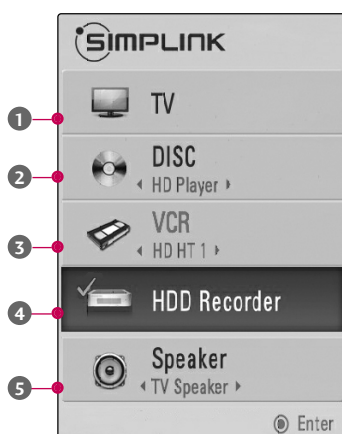 SIMPLINK
1 TV
2 DISC
◀ HD Player ▶
3 VCR
◀ HD HT 1 ▶
4 HDD Recorder
5 Speaker
◀ TV Speaker ▶
◉ Enter